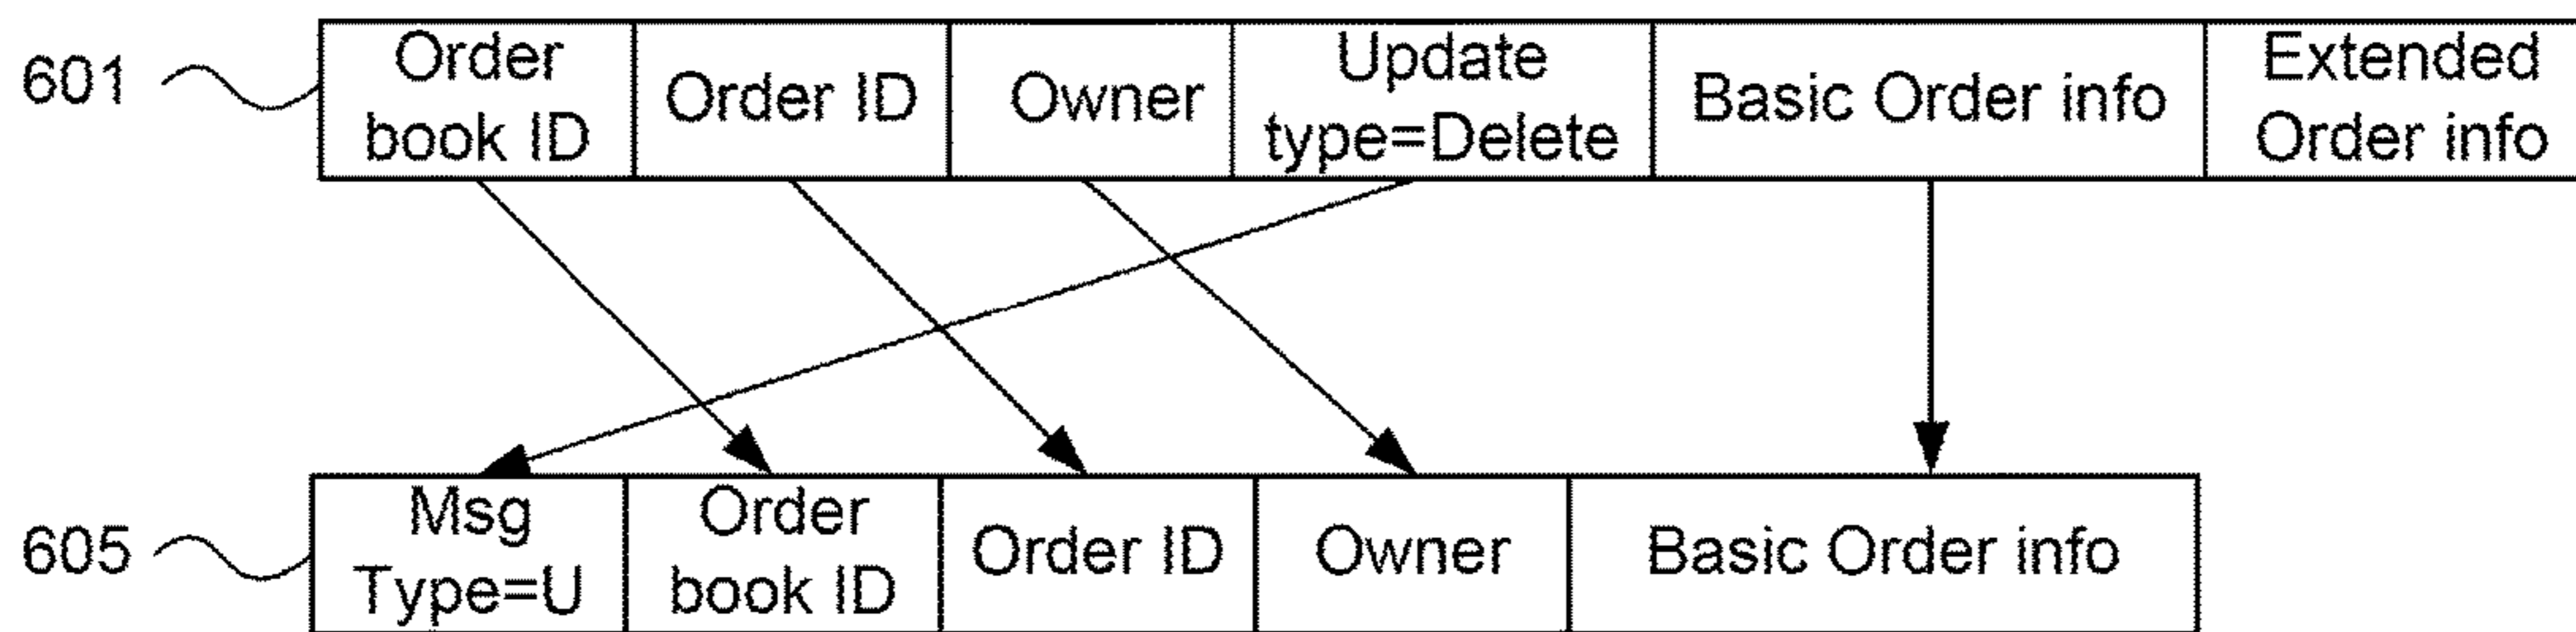 601
Order
book ID
Order ID
Owner
Update
type=Delete
Basic Order info
Extended
Order info
605
Msg
Type=U
Order
book ID
Order ID
Owner
Basic Order info